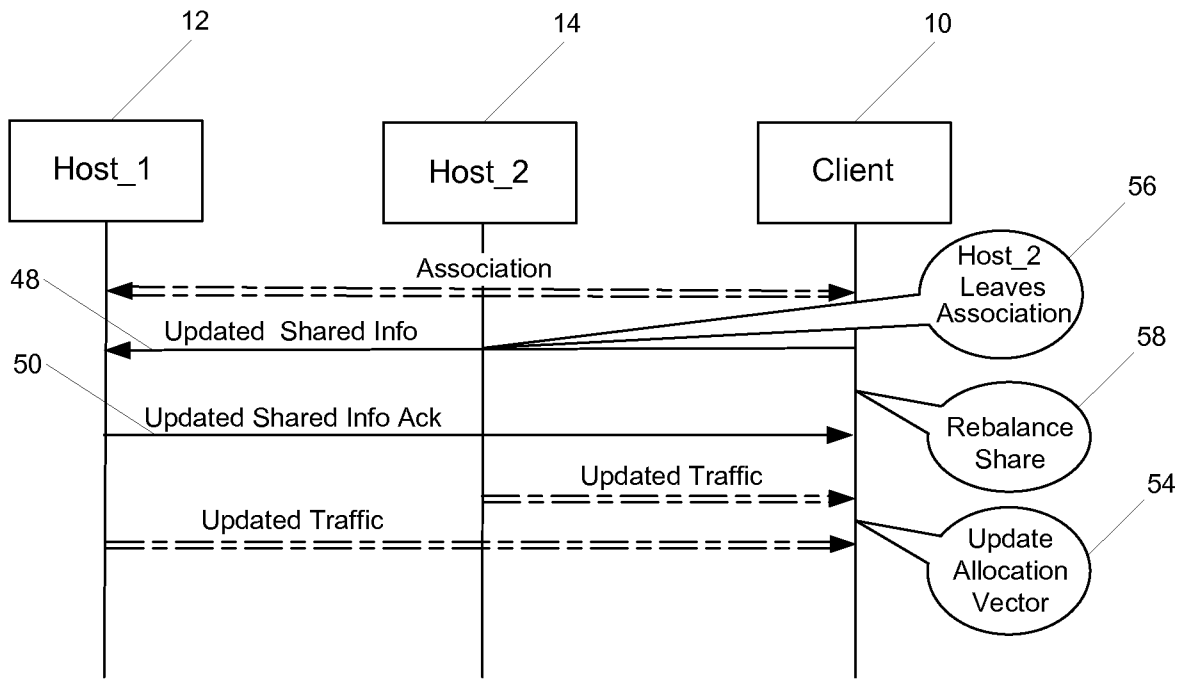 12
14
10
Host_1
Host_2
Client
56
Host_2
Leaves
Association
Association
48
Updated Shared Info
58
50
Updated Shared Info Ack
Rebalance
Share
Updated Traffic
54
Updated Traffic
Update
Allocation
Vector